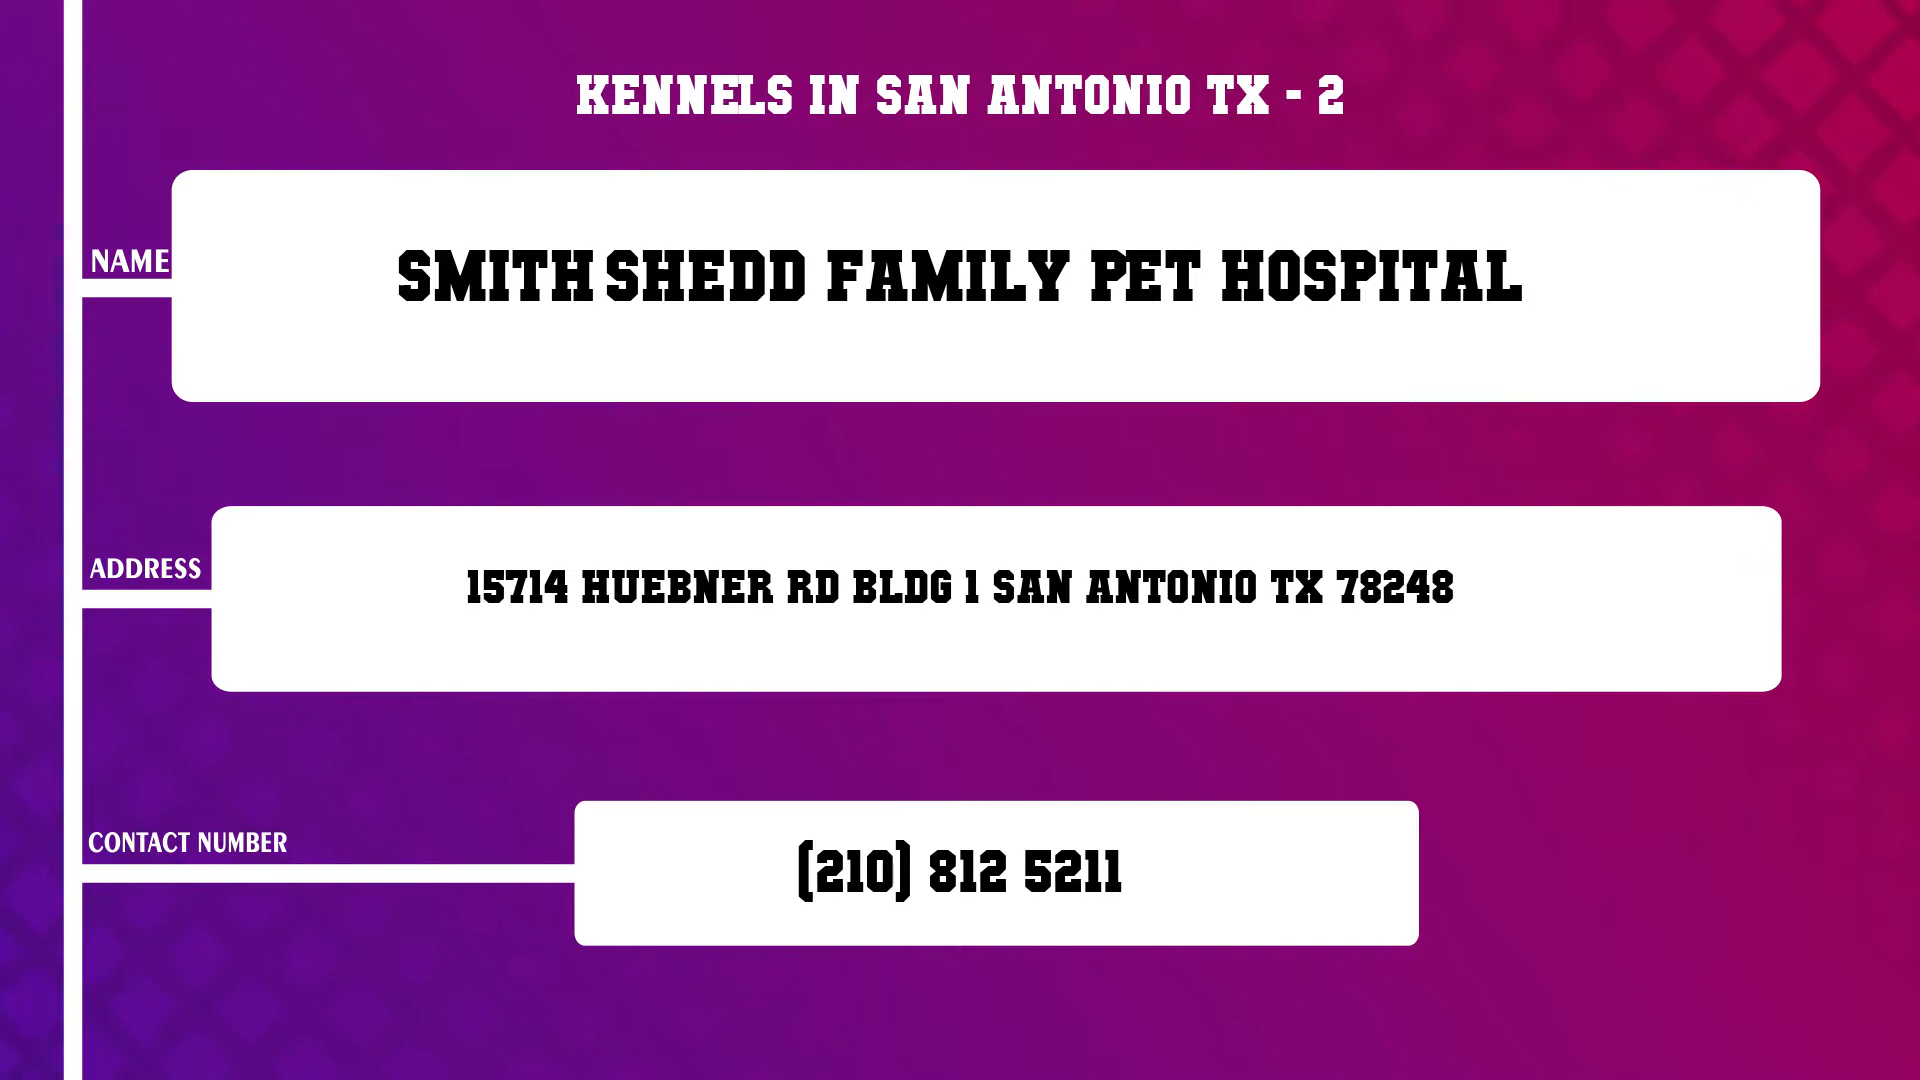 KENNELS IN SAN ANTONIO TX - 2
NAME
SMITH SHEDD FAMILY PET HOSPITAL
ADDRESS
15714 HUEBNER RD BLDG 1 SAN ANTONIO TX 78248
CONTACT NUMBER
(210) 812 5211